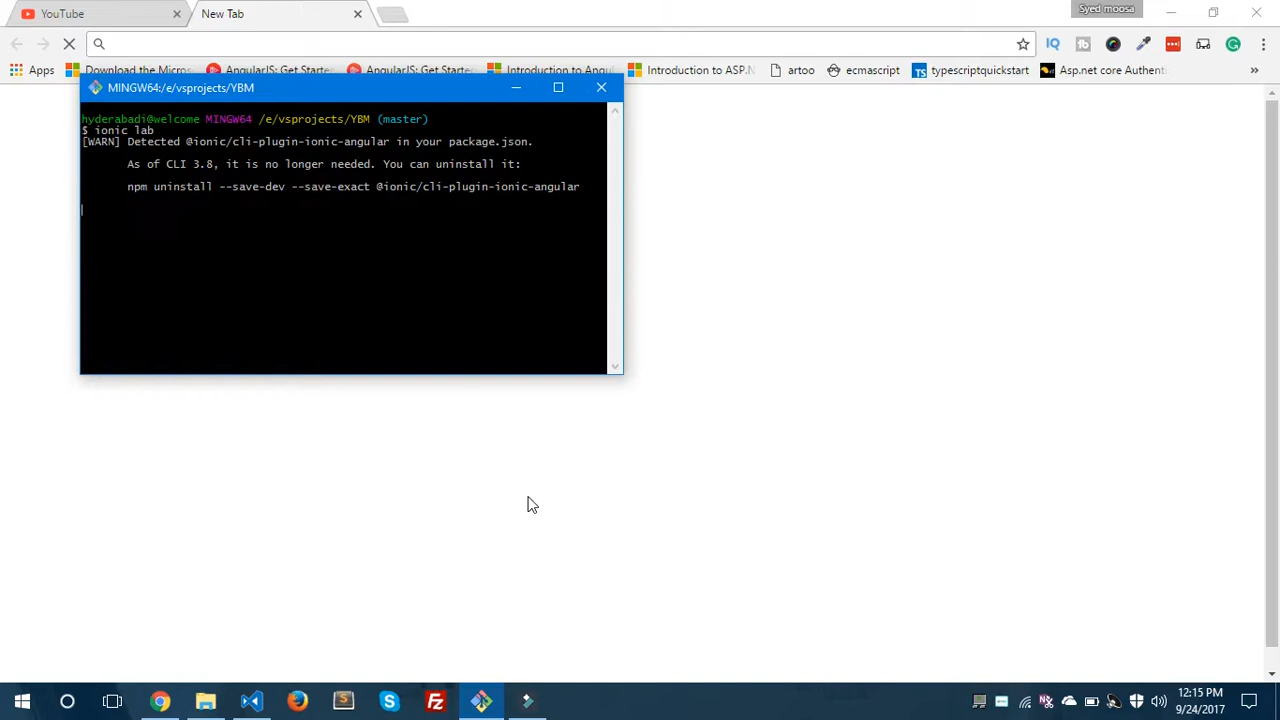 YouTube
New Tab
Syed moosa
Apps
Download the Micros
AngularJS: Get Starte
AngularJS: Get Starte
Introduction to Angul
Introduction to ASP.N
artoo
ecmascript
typescriptquickstart
Asp.net core Authent
MINGW64:/e/vsprojects/YBM
hyderabadi@welcome MINGW64 /e/vsprojects/YBM (master)
$ ionic lab
[WARN] Detected @ionic/cli-plugin-ionic-angular in your package.json.
As of CLI 3.8, it is no longer needed. You can uninstall it:
npm uninstall --save-dev --save-exact @ionic/cli-plugin-ionic-angular
12:15 PM
9/24/2017